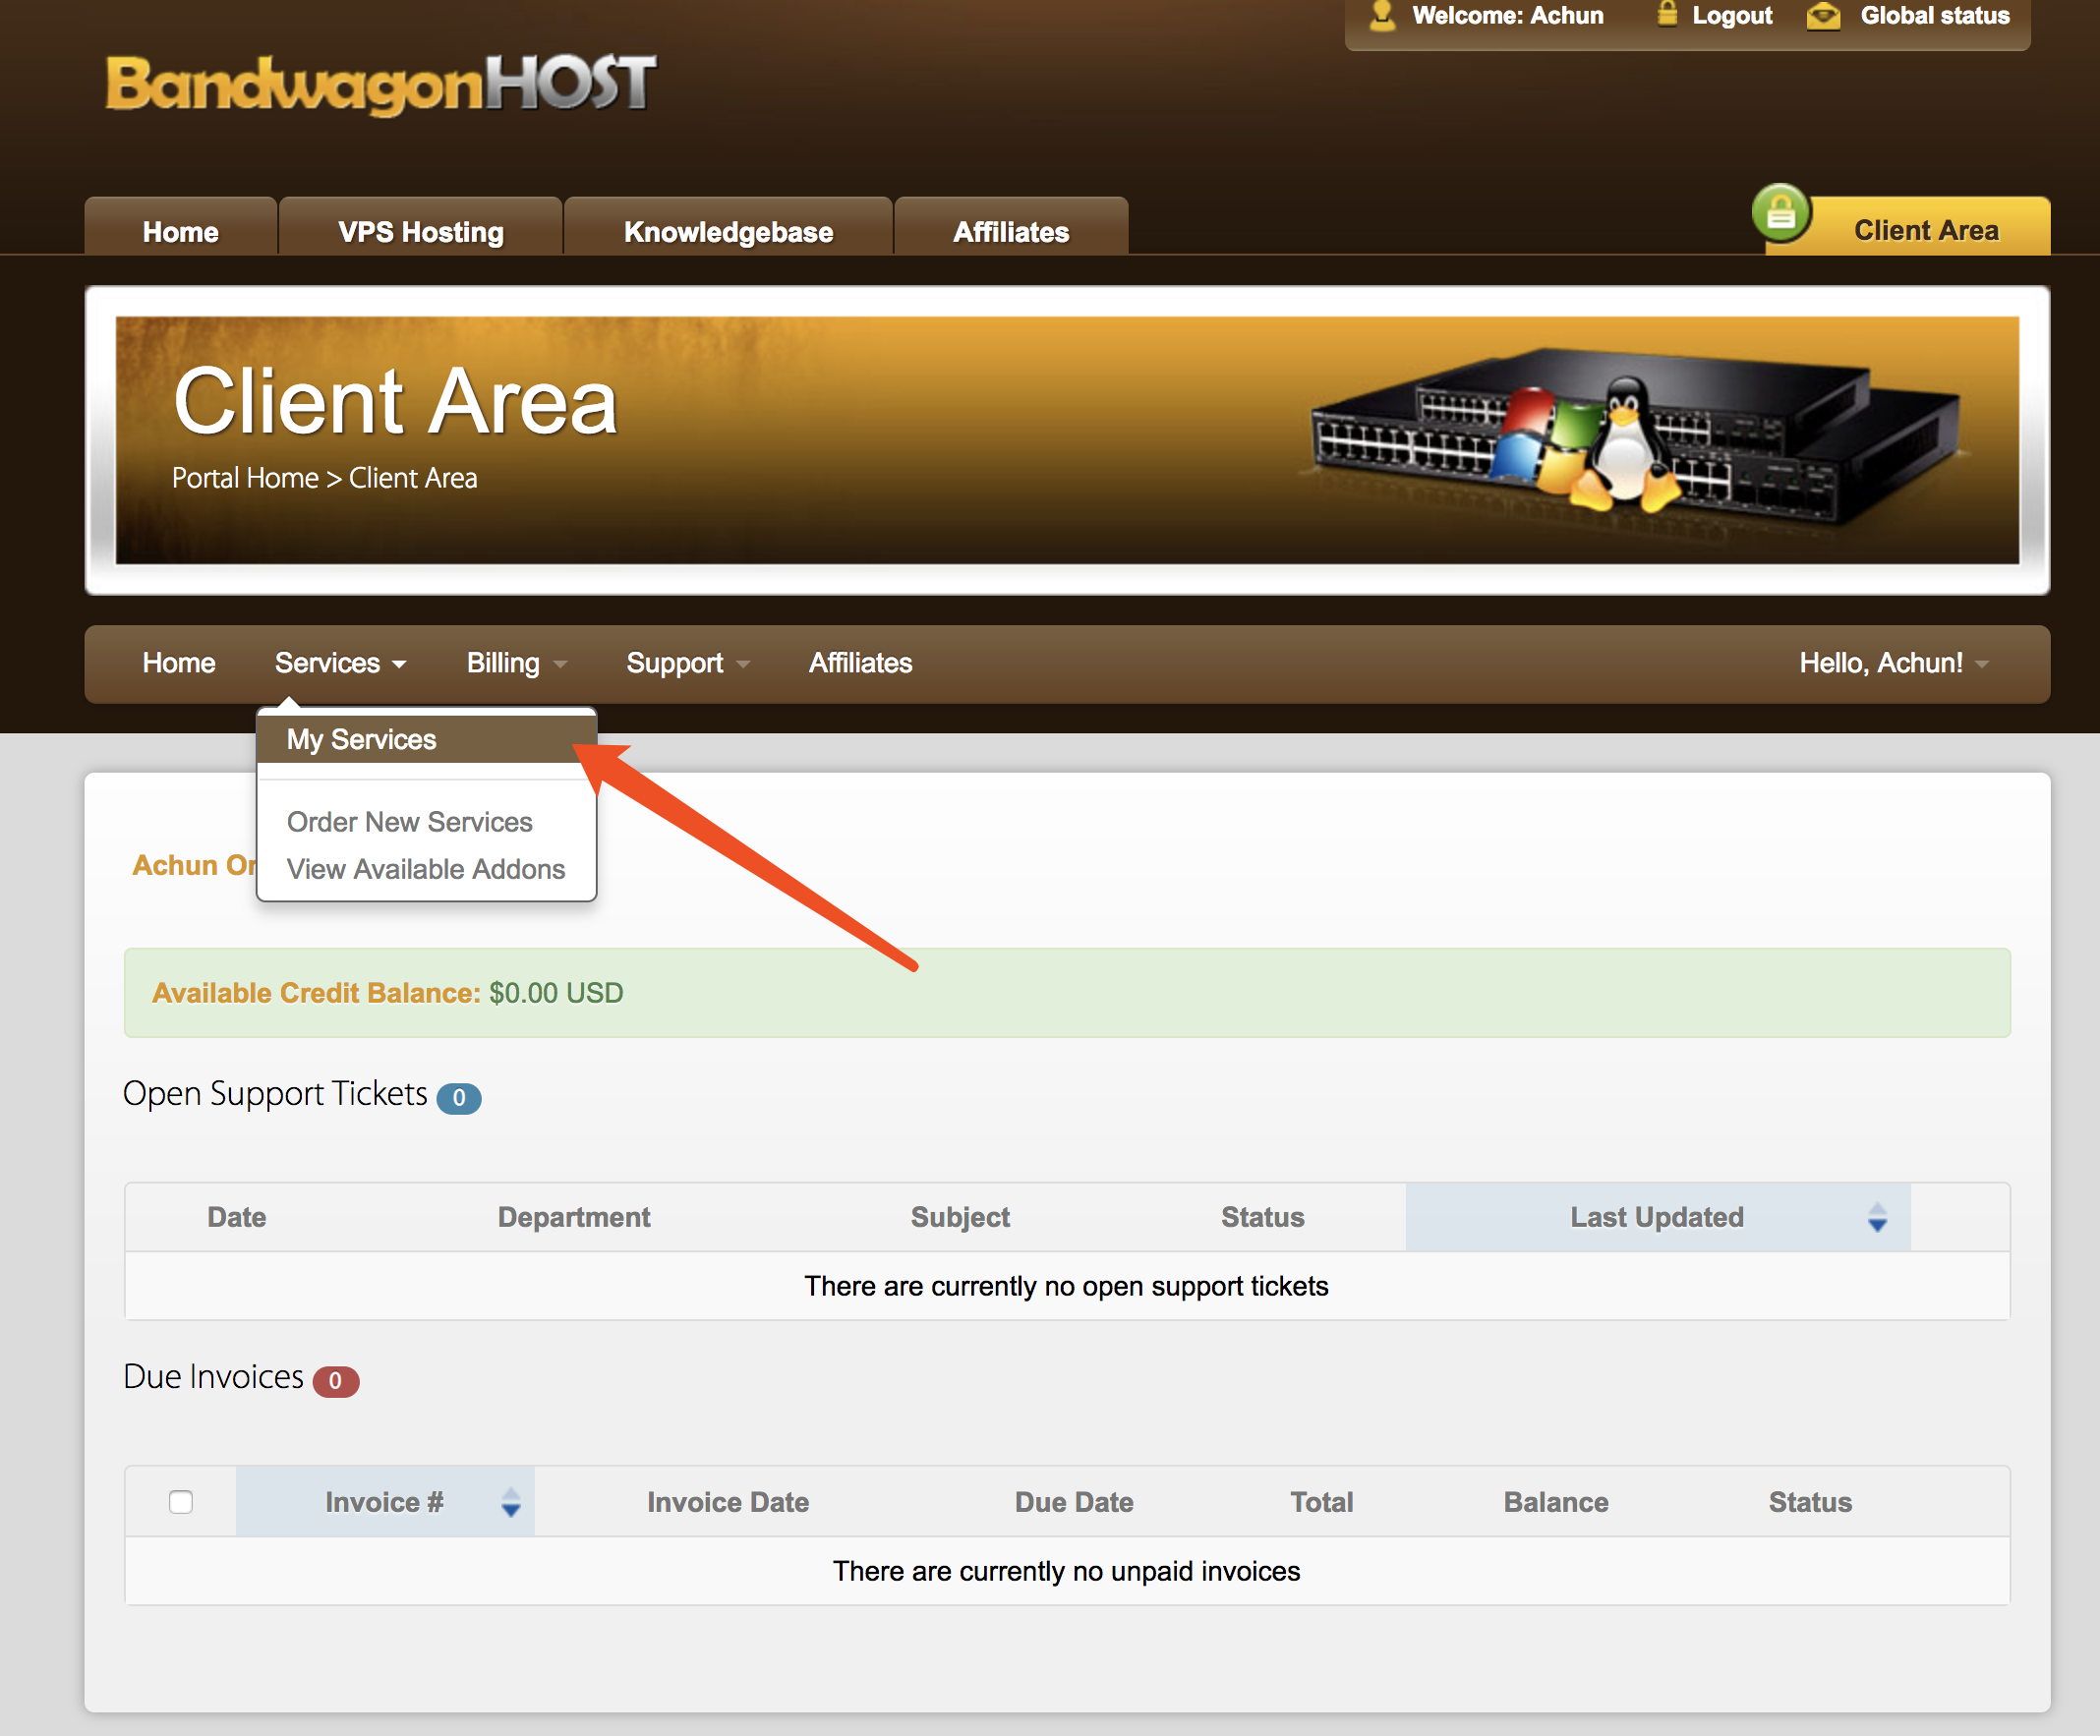 Welcome: Achun Logout Global status
BandwagonHOST
Home VPS Hosting Knowledgebase Affiliates Client Area
Client Area
Portal Home > Client Area
Home Services Billing Support Affiliates Hello, Achun!
My Services
Order New Services
View Available Addons
Achun
Available Credit Balance: $0.00 USD
Open Support Tickets 0
Date Department Subject Status Last Updated
There are currently no open support tickets
Due Invoices 0
Invoice # Invoice Date Due Date Total Balance Status
There are currently no unpaid invoices